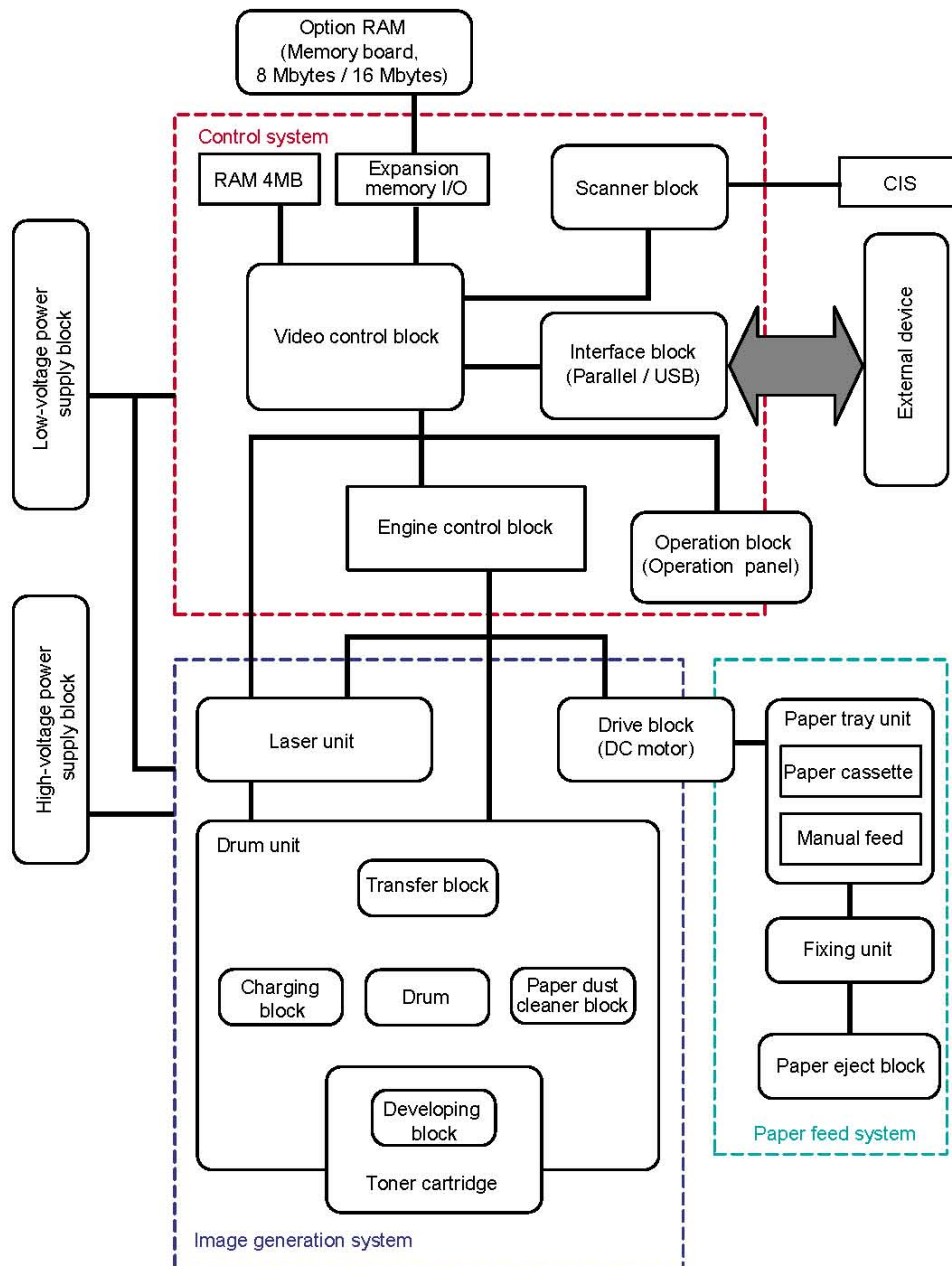 Option RAM
(Memory board,
8 Mbytes / 16 Mbytes)
Control system
RAM 4MB
Expansion
memory I/O
Scanner block
CIS
Low-voltage power
supply block
Video control block
Interface block
(Parallel / USB)
External device
Engine control block
Operation block
(Operation panel)
High-voltage power
supply block
Laser unit
Drive block
(DC motor)
Paper tray unit
Paper cassette
Manual feed
Drum unit
Transfer block
Charging
block
Drum
Paper dust
cleaner block
Fixing unit
Paper eject block
Developing
block
Toner cartridge
Paper feed system
Image generation system